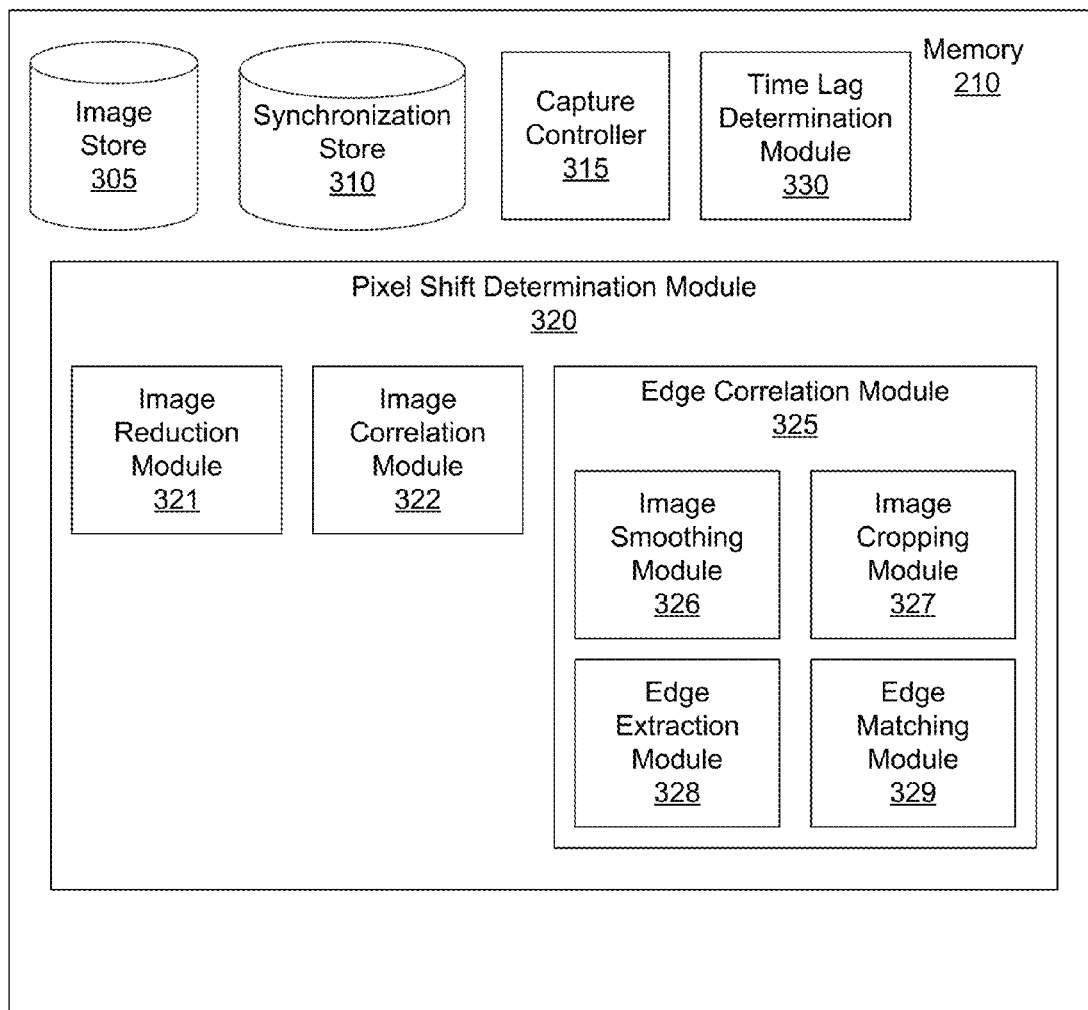 Image
Store
305
Synchronization
Store
310
Capture
Controller
315
Time Lag
Determination
Module
330
Memory
210
Pixel Shift Determination Module
320
Image
Reduction
Module
321
Image
Correlation
Module
322
Edge Correlation Module
325
Image
Smoothing
Module
326
Image
Cropping
Module
327
Edge
Extraction
Module
328
Edge
Matching
Module
329